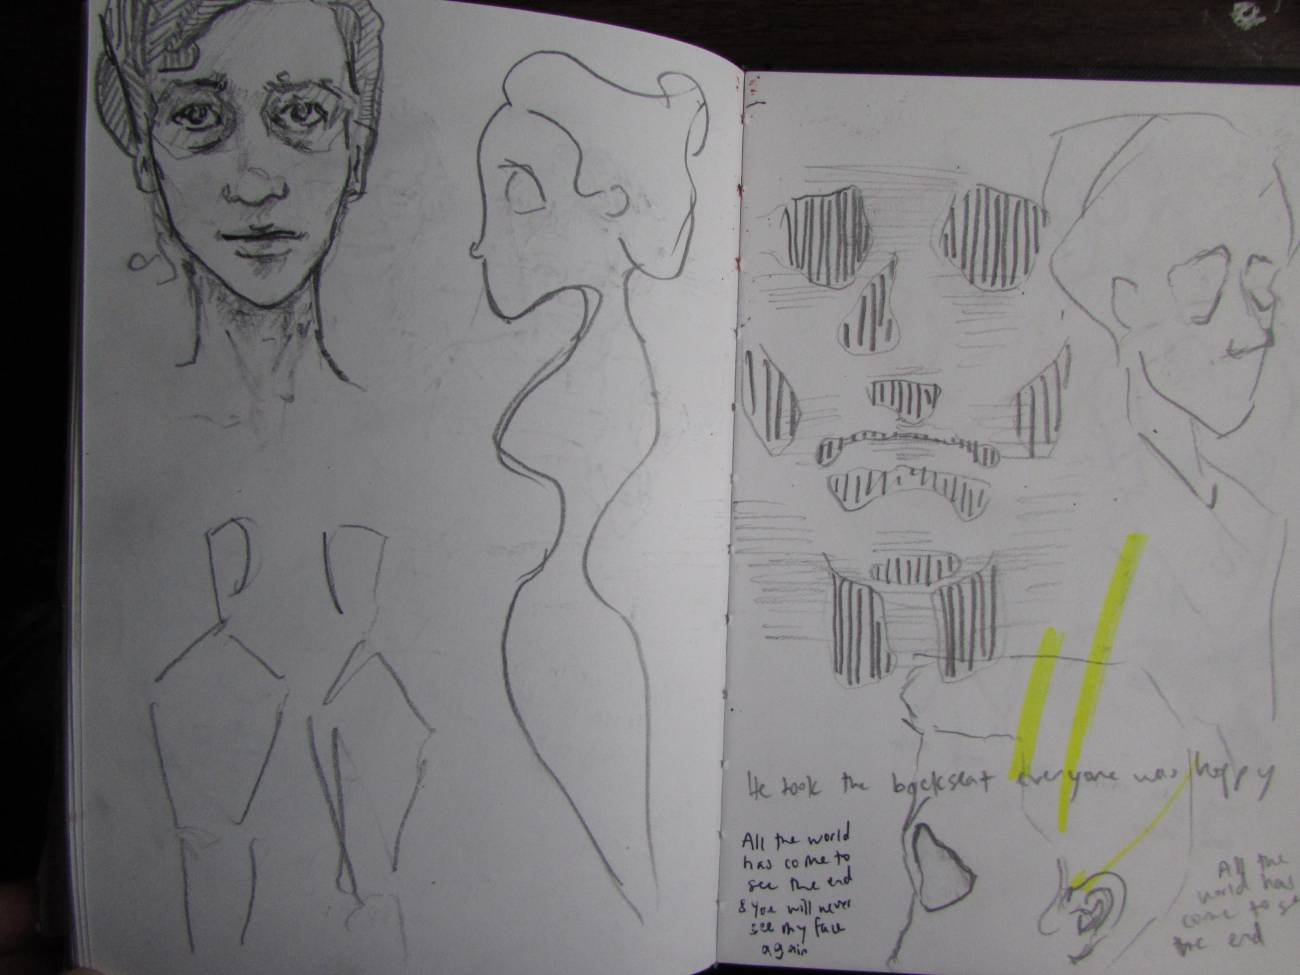 He took the backseat everyone was happy
All the world
has come to
see the end
& you will never
see my face
again
All the
world has
come to se
the end